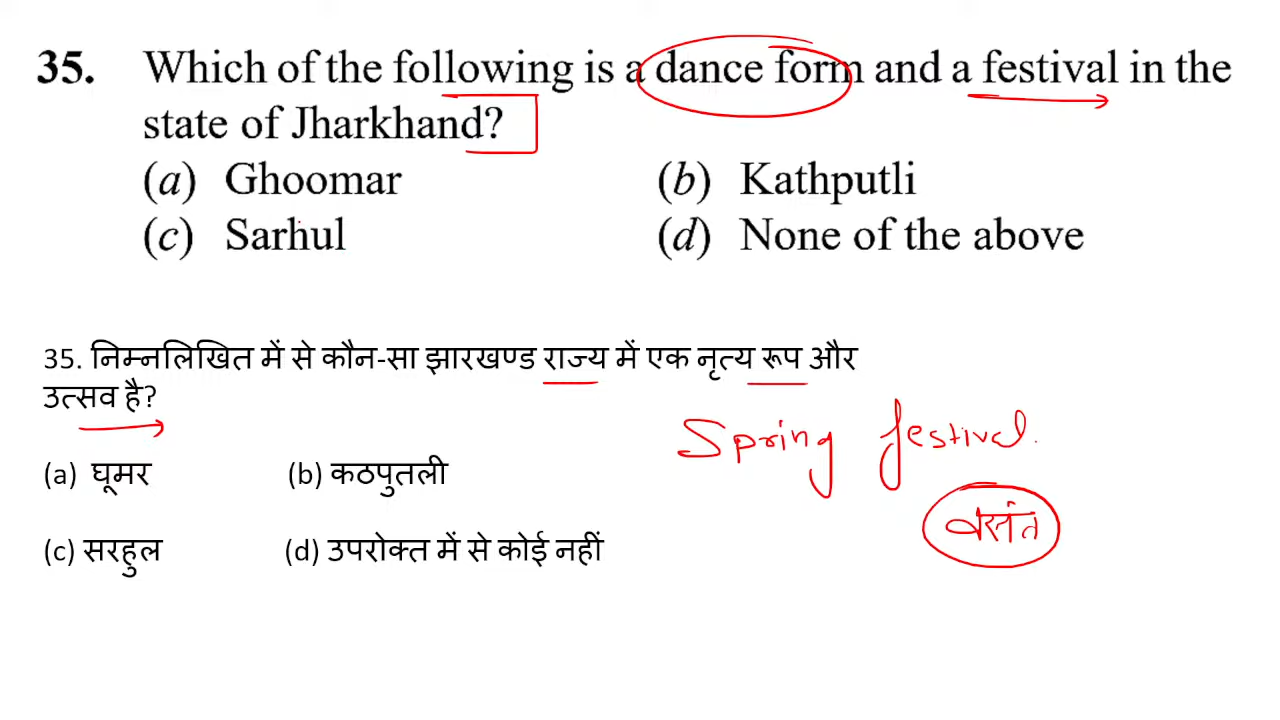 35. Which of the following is a dance form and a festival in the
state of Jharkhand?
(a) Ghoomar (b) Kathputli
(c) Sarhul (d) None of the above
35. निम्नलिखित में से कौन-सा झारखण्ड राज्य में एक नृत्य रूप और
उत्सव है?
Spring festival.
(a) घूमर (b) कठपुतली
वसंत
(c) सरहुल (d) उपरोक्त में से कोई नहीं